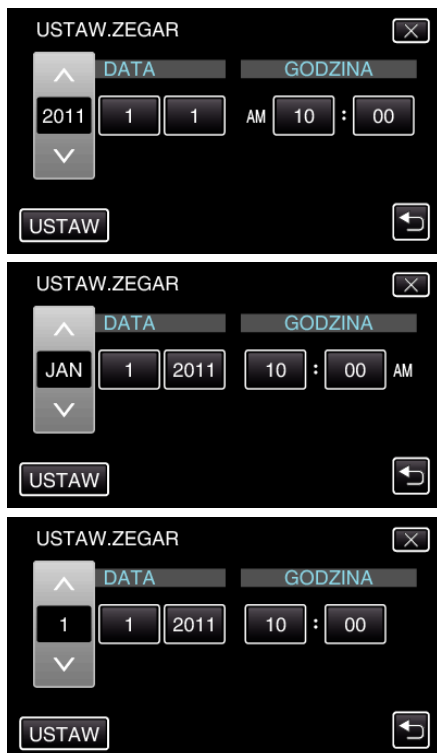 USTAW.ZEGAR
DATA GODZINA
2011 1 1 AM 10 : 00
USTAW
USTAW.ZEGAR
DATA GODZINA
JAN 1 2011 10 : 00 AM
USTAW
USTAW.ZEGAR
DATA GODZINA
1 1 2011 10 : 00
USTAW